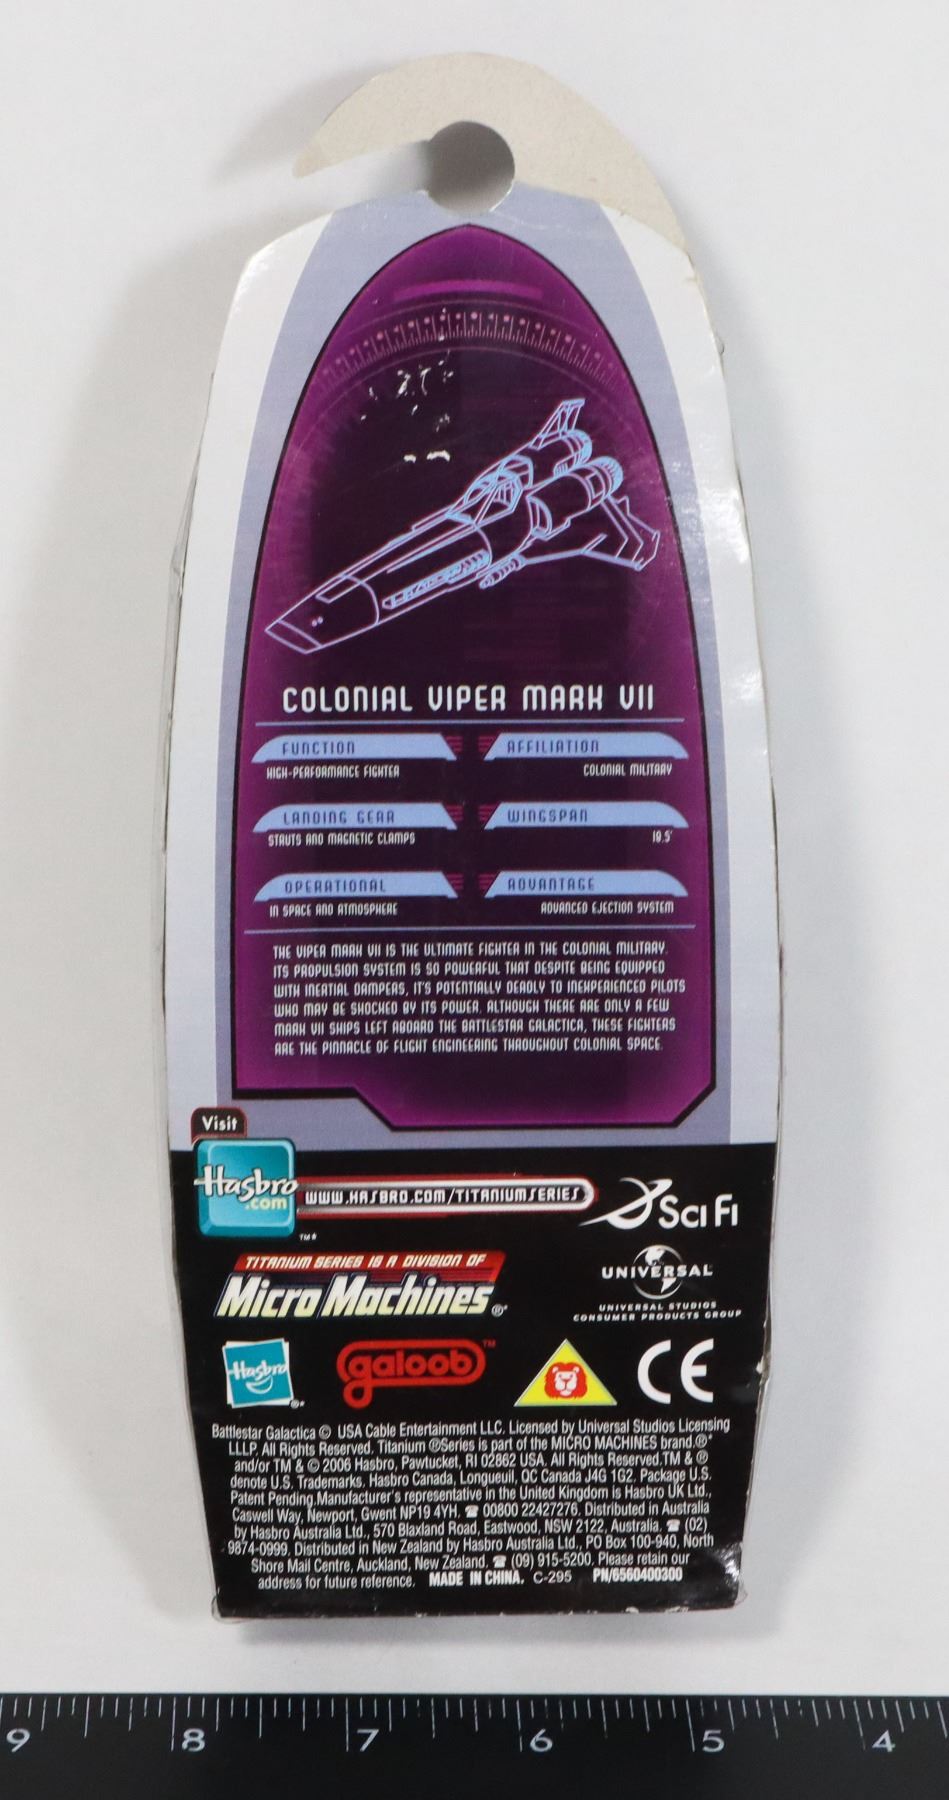 COLONIAL VIPER MARK VII
FUNCTION
HIGH-PERFORMANCE FIGHTER
AFFILIATION
COLONIAL MILITARY
LANDING GEAR
STRUTS AND MAGNETIC CLAMPS
WINGSPAN
OPERATIONAL
IN SPACE AND ATMOSPHERE
ADVANTAGE
ADVANCED EJECTION SYSTEM
THE VIPER MARK VII IS THE ULTIMATE FIGHTER IN THE COLONIAL MILITARY.
ITS PROPULSION SYSTEM IS SO POWERFUL THAT DESPITE BEING EQUIPPED
WITH INERTIAL DAMPERS, IT'S POTENTIALLY DEADLY TO INEXPERIENCED PILOTS
WHO MAY BE SHOCKED BY ITS POWER. ALTHOUGH THERE ARE ONLY A FEW
MARK VII SHIPS LEFT ABOARD THE BATTLESTAR GALACTICA, THESE FIGHTERS
ARE THE PINNACLE OF FLIGHT ENGINEERING THROUGHOUT COLONIAL SPACE.
Visit
Hasbro
.com
TM*
WWW.HASBRO.COM/TITANIUMSERIES
SCI FI
TITANIUM SERIES IS A DIVISION OF
Micro Machines ®*
UNIVERSAL
UNIVERSAL STUDIOS
CONSUMER PRODUCTS GROUP
Hasbro ®*
galoob ™
CE
Battlestar Galactica © USA Cable Entertainment LLC. Licensed by Universal Studios Licensing
LLLP. All Rights Reserved. Titanium ®Series is part of the MICRO MACHINES brand.®*
and/or TM & © 2006 Hasbro, Pawtucket, RI 02862 USA. All Rights Reserved.TM & ®
denote U.S. Trademarks. Hasbro Canada, Longueuil, QC Canada J4G 1G2. Package U.S.
Patent Pending.Manufacturer's representative in the United Kingdom is Hasbro UK Ltd.,
Caswell Way, Newport, Gwent NP19 4YH. ☎ 00800 22427276. Distributed in Australia
by Hasbro Australia Ltd., 570 Blaxland Road, Eastwood, NSW 2122, Australia. ☎ (02)
9874-0999, Distributed in New Zealand by Hasbro Australia Ltd., PO Box 100-940, North
Shore Mail Centre, Auckland, New Zealand. ☎ (09) 915-5200. Please retain our
address for future reference. MADE IN CHINA. C-295 PN/6560400300
9 8 7 6 5 4